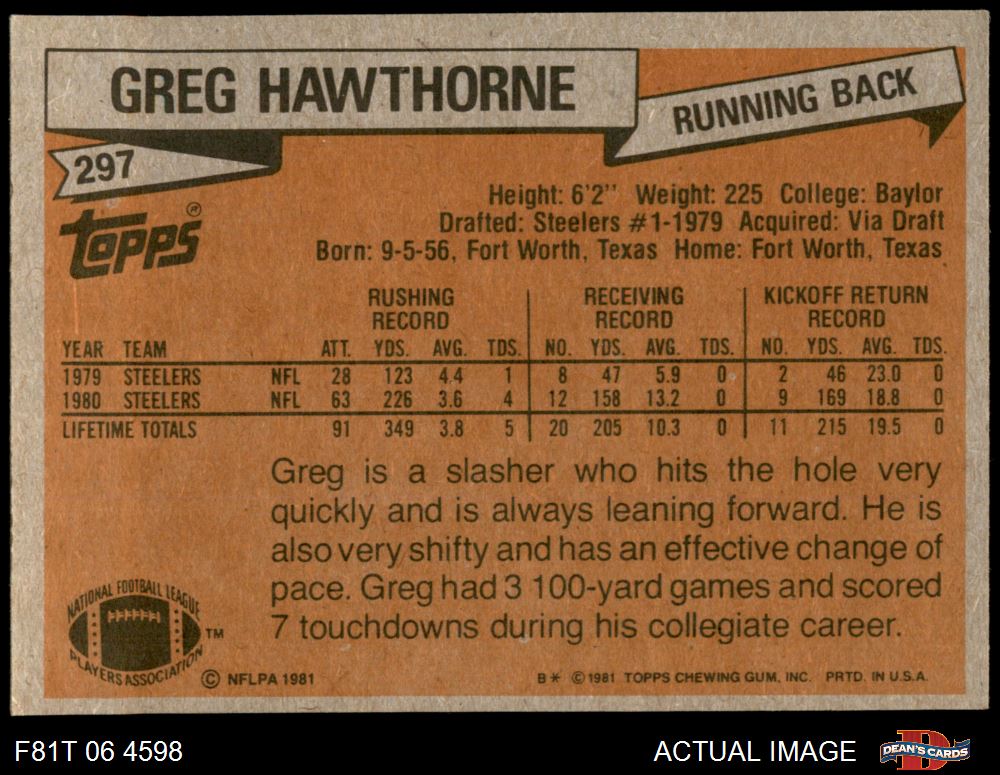 GREG HAWTHORNE
RUNNING BACK
297
Topps®
Height: 6'2" Weight: 225 College: Baylor
Drafted: Steelers #1-1979 Acquired: Via Draft
Born: 9-5-56, Fort Worth, Texas Home: Fort Worth, Texas
RUSHING RECORD RECEIVING RECORD KICKOFF RETURN RECORD
YEAR TEAM ATT. YDS. AVG. TDS. NO. YDS. AVG. TDS. NO. YDS. AVG. TDS.
1979 STEELERS NFL 28 123 4.4 1 8 47 5.9 0 2 46 23.0 0
1980 STEELERS NFL 63 226 3.6 4 12 158 13.2 0 9 169 18.8 0
LIFETIME TOTALS 91 349 3.8 5 20 205 10.3 0 11 215 19.5 0
Greg is a slasher who hits the hole very
quickly and is always leaning forward. He is
also very shifty and has an effective change of
pace. Greg had 3 100-yard games and scored
7 touchdowns during his collegiate career.
NATIONAL FOOTBALL LEAGUE
PLAYERS ASSOCIATION
TM
© NFLPA 1981
B* © 1981 TOPPS CHEWING GUM, INC. PRTD. IN U.S.A.
F81T 06 4598
ACTUAL IMAGE
DEAN'S CARDS